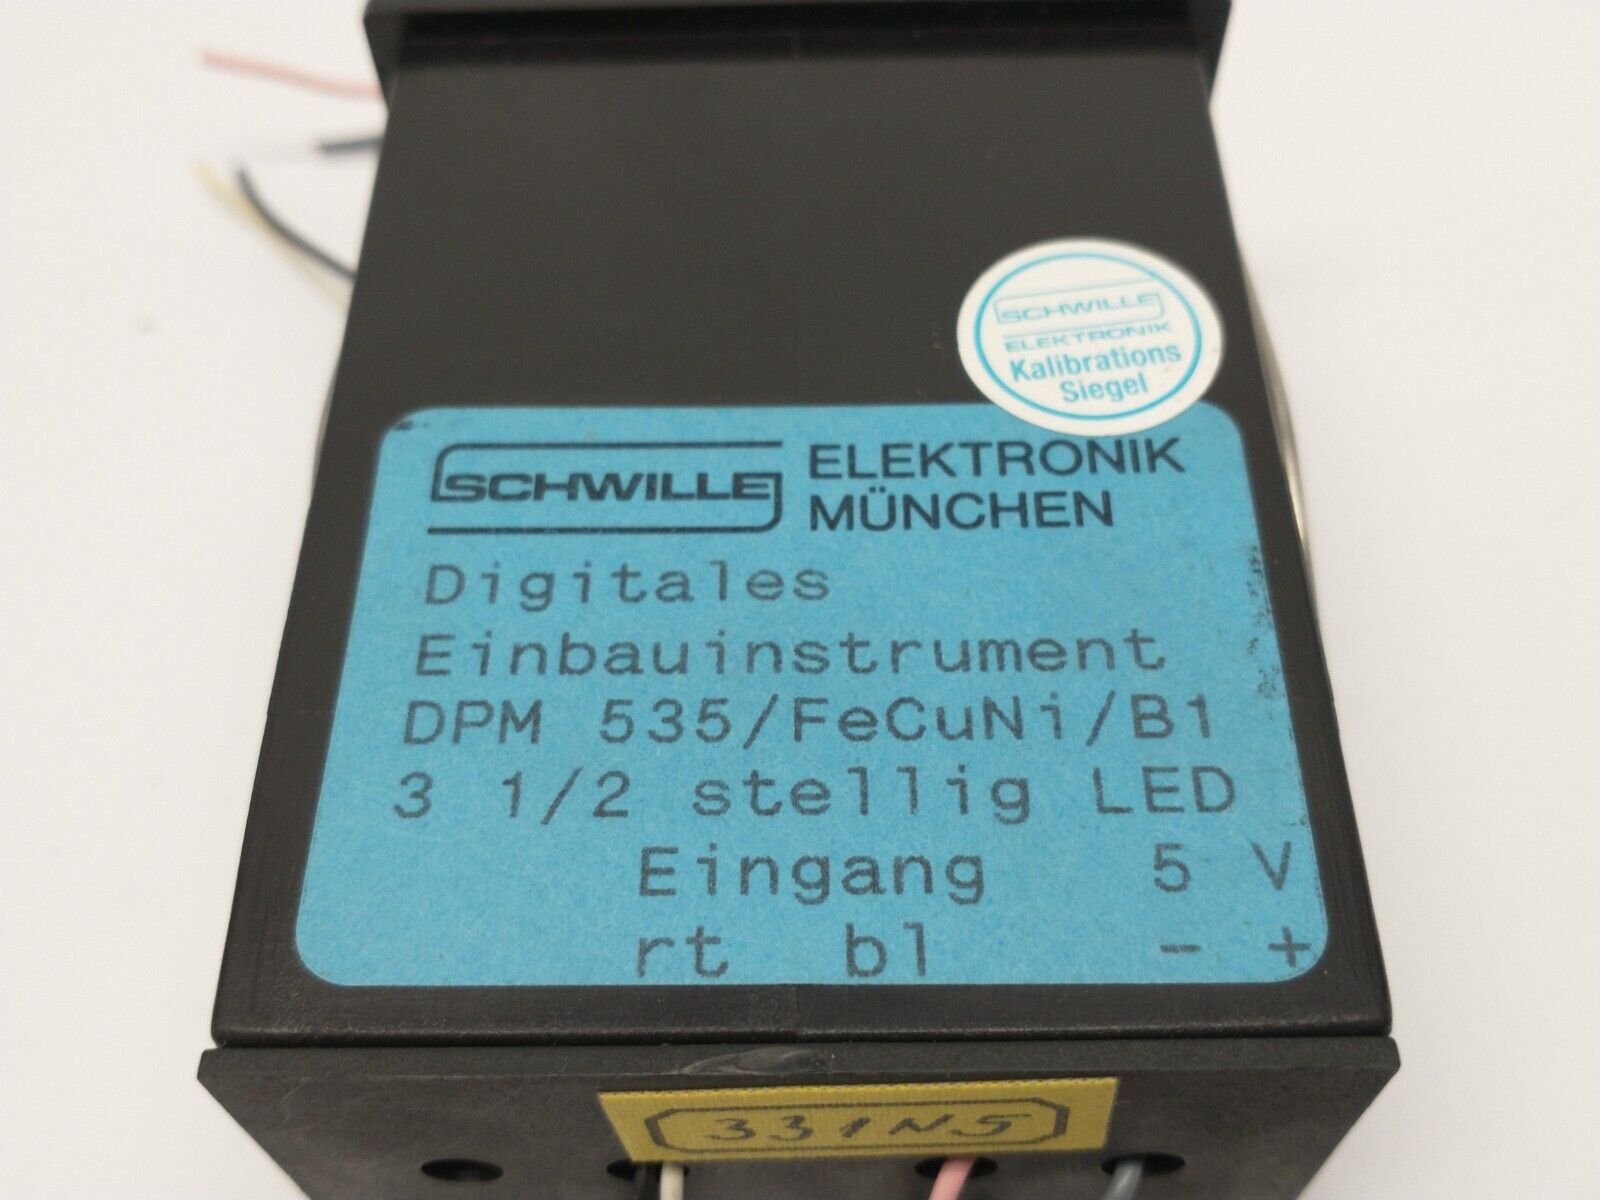 SCHWILLE
ELEKTRONIK
Kalibrations
Siegel
SCHWILLE ELEKTRONIK
MÜNCHEN
Digitales
Einbauinstrument
DPM 535/FeCuNi/B1
3 1/2 stellig LED
Eingang 5 V
rt bl - +
331N5